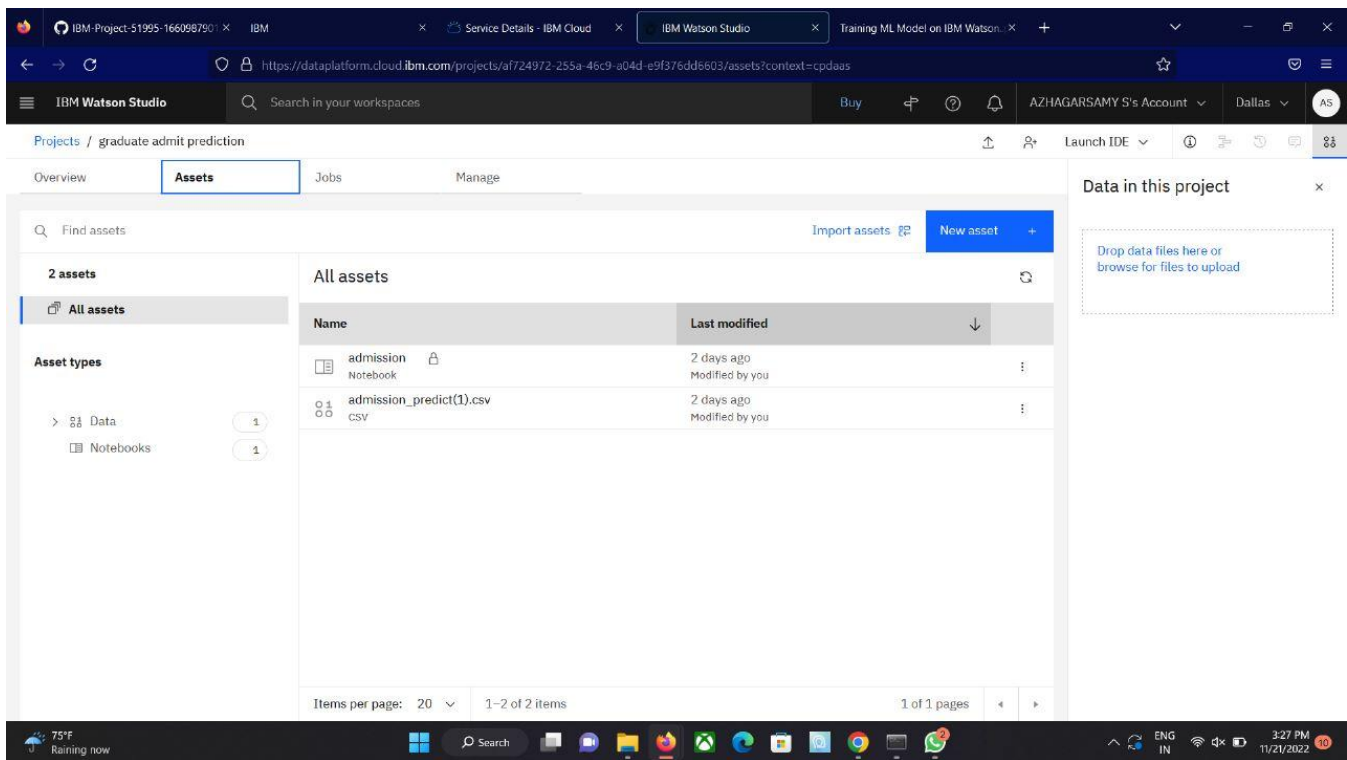 IBM-Project-51995-1660987901
IBM
Service Details - IBM Cloud
IBM Watson Studio
Training ML Model on IBM Watson.
https://dataplatform.cloud.ibm.com/projects/af724972-255a-46c9-a04d-e9f376dd6603/assets?context=cpdaas
IBM Watson Studio
Search in your workspaces
Buy
AZHAGARSAMY S's Account
Dallas
AS
Projects / graduate admit prediction
Launch IDE
Overview
Assets
Jobs
Manage
Data in this project
Find assets
Import assets
New asset +
Drop data files here or
browse for files to upload
2 assets
All assets
All assets
Name
Last modified
Asset types
admission
Notebook
2 days ago
Modified by you
admission_predict(1).csv
CSV
2 days ago
Modified by you
Data
1
Notebooks
1
Items per page: 20
1–2 of 2 items
1 of 1 pages
75°F
Raining now
Search
2
ENG
IN
3:27 PM
11/21/2022
10